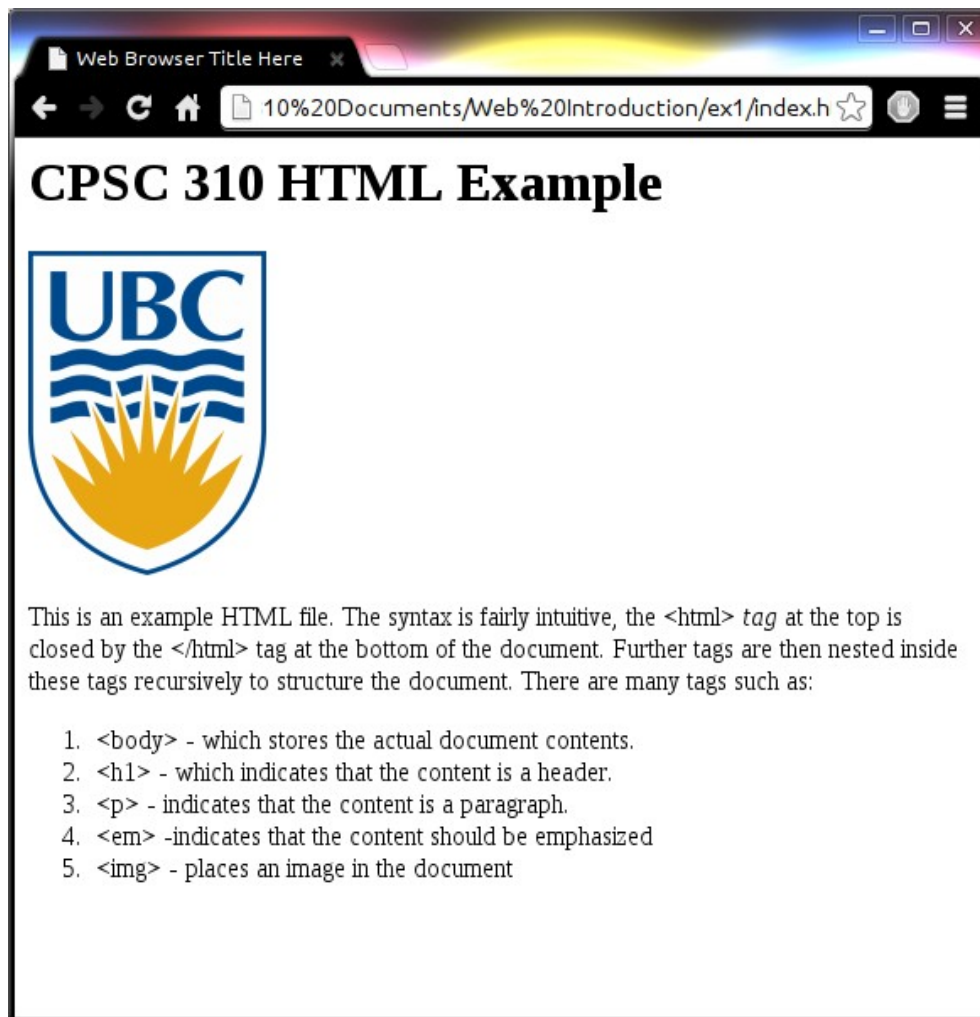 Web Browser Title Here
10%20Documents/Web%20Introduction/ex1/index.h
CPSC 310 HTML Example
UBC
This is an example HTML file. The syntax is fairly intuitive, the <html> tag at the top is
closed by the </html> tag at the bottom of the document. Further tags are then nested inside
these tags recursively to structure the document. There are many tags such as:
1. <body> - which stores the actual document contents.
2. <h1> - which indicates that the content is a header.
3. <p> - indicates that the content is a paragraph.
4. <em> -indicates that the content should be emphasized
5. <img> - places an image in the document